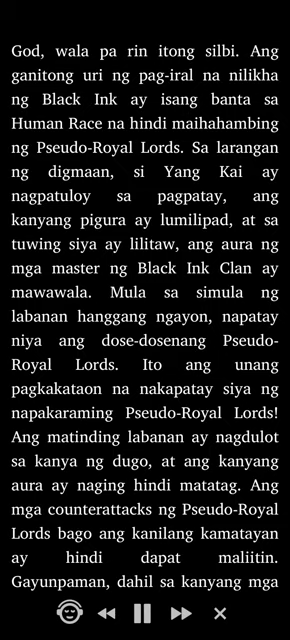 God, wala pa rin itong silbi. Ang
ganitong uri ng pag-iral na nilikha
ng Black Ink ay isang banta sa
Human Race na hindi maihahambing
ng Pseudo-Royal Lords. Sa larangan
ng digmaan, si Yang Kai ay
nagpatuloy sa pagpatay, ang
kanyang pigura ay lumilipad, at sa
tuwing siya ay lilitaw, ang aura ng
mga master ng Black Ink Clan ay
mawawala. Mula sa simula ng
labanan hanggang ngayon, napatay
niya ang dose-dosenang Pseudo-
Royal Lords. Ito ang unang
pagkakataon na nakapatay siya ng
napakaraming Pseudo-Royal Lords!
Ang matinding labanan ay nagdulot
sa kanya ng dugo, at ang kanyang
aura ay naging hindi matatag. Ang
mga counterattacks ng Pseudo-Royal
Lords bago ang kanilang kamatayan
ay hindi dapat maliitin.
Gayunpaman, dahil sa kanyang mga